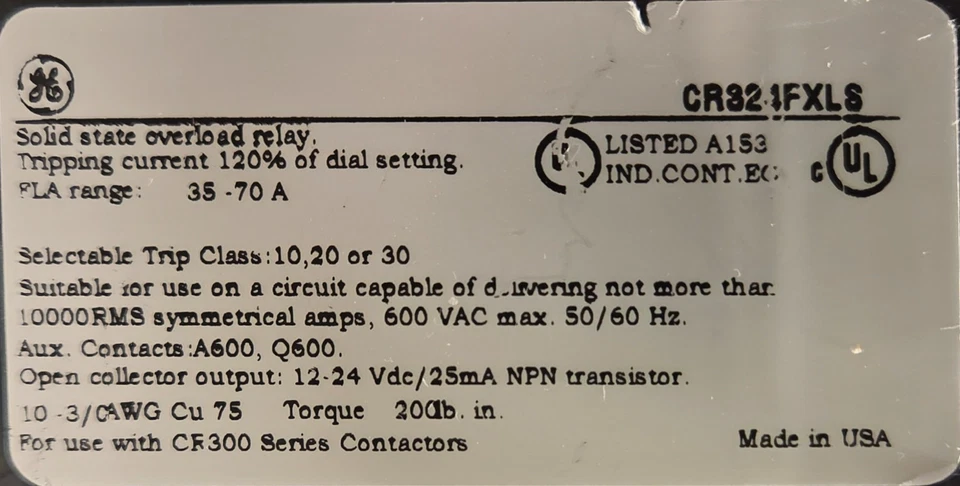 GE
CR324FXLS
Solid state overload relay.
Tripping current 120% of dial setting.
FLA range: 35 -70 A
UL LISTED A153
IND.CONT.EQ.
C UL
Selectable Trip Class:10,20 or 30
Suitable for use on a circuit capable of delivering not more than
10000RMS symmetrical amps, 600 VAC max. 50/60 Hz.
Aux. Contacts:A600, Q600.
Open collector output: 12-24 Vdc/25mA NPN transistor.
10 -3/0AWG Cu 75 Torque 200lb. in.
For use with CR300 Series Contactors
Made in USA